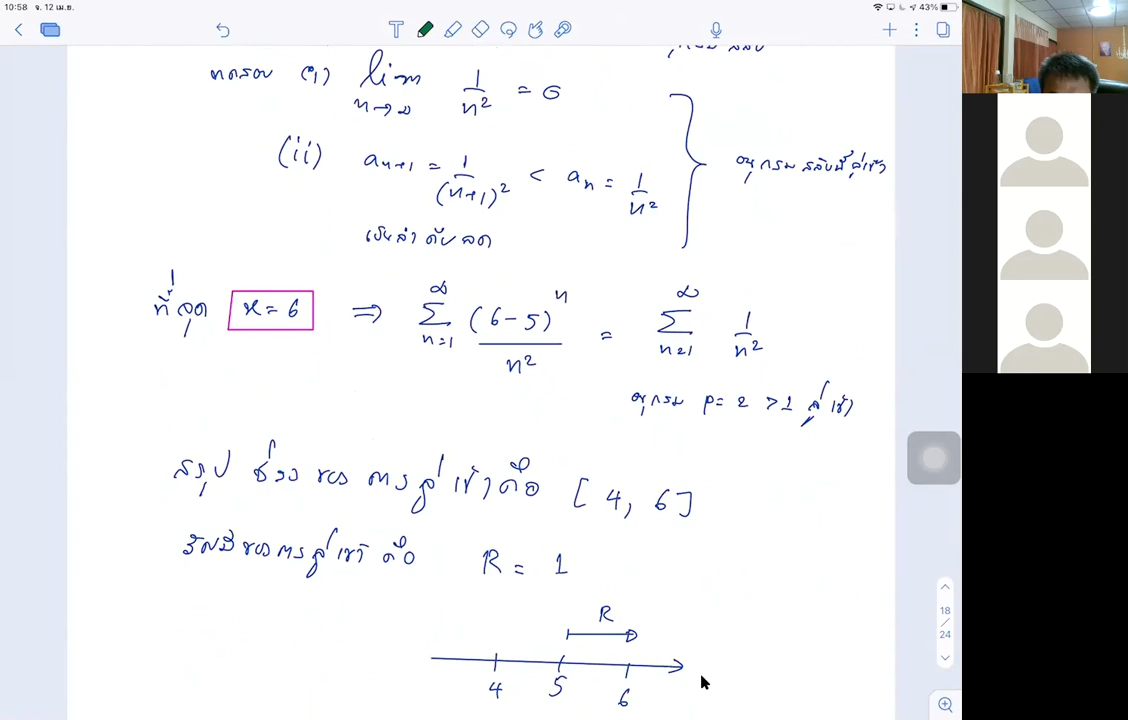 10:58 จ. 12 เม.ย. 43%
ทดสอบ (i) lim n→∞ 1/n² = 0
(ii) aₙ₊₁ = 1/(n+1)² < aₙ = 1/n²
อนุกรมสลับนี้ลู่เข้า
เป็นลำดับลด
ที่จุด x = 6 ⇒ ∑ n=1 ∞ (6-5)ⁿ/n² = ∑ n=1 ∞ 1/n²
อนุกรม p = 2 > 1 ลู่เข้า
สรุป ช่วงของการลู่เข้าคือ [4, 6]
รัศมีของการลู่เข้าคือ R = 1
R
4 5 6
18
/
24